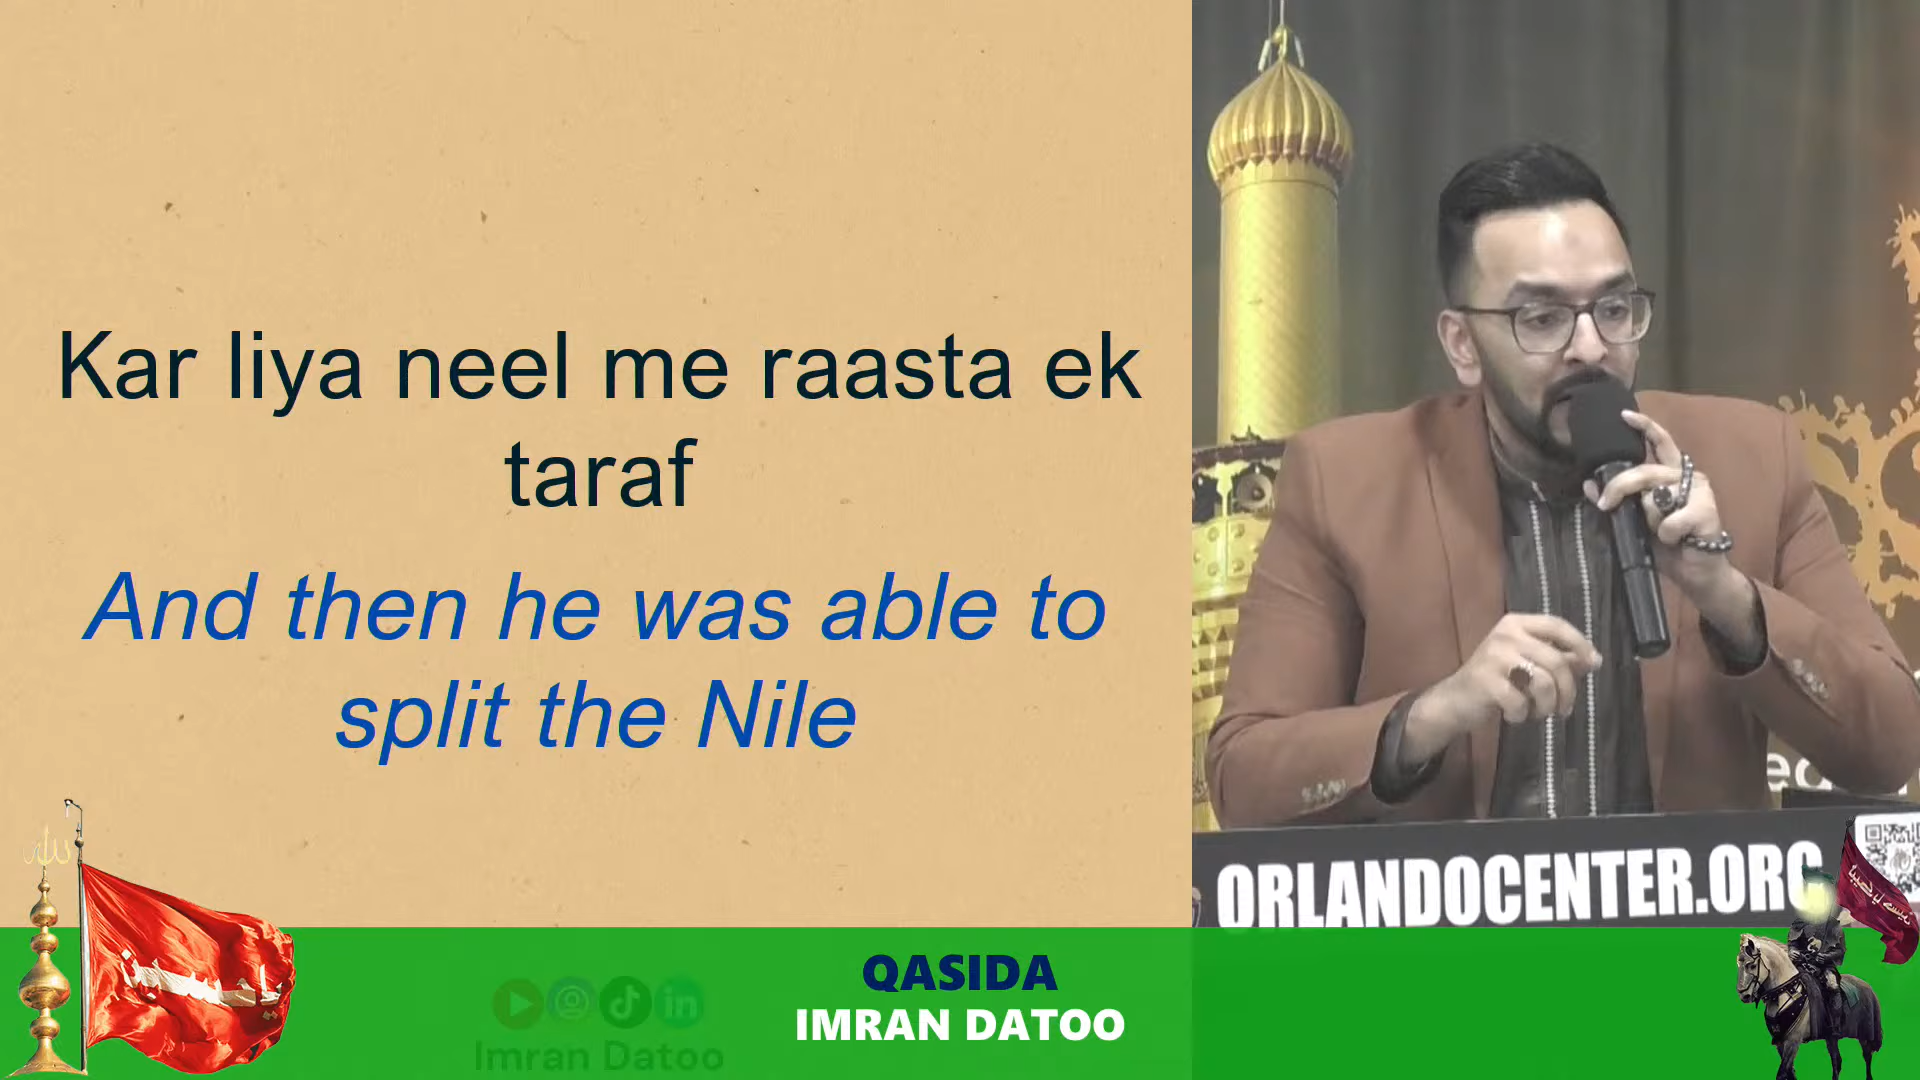 Kar liya neel me raasta ek
taraf
And then he was able to
split the Nile
ORLANDOCENTER.ORG
QASIDA
IMRAN DATOO
Imran Datoo